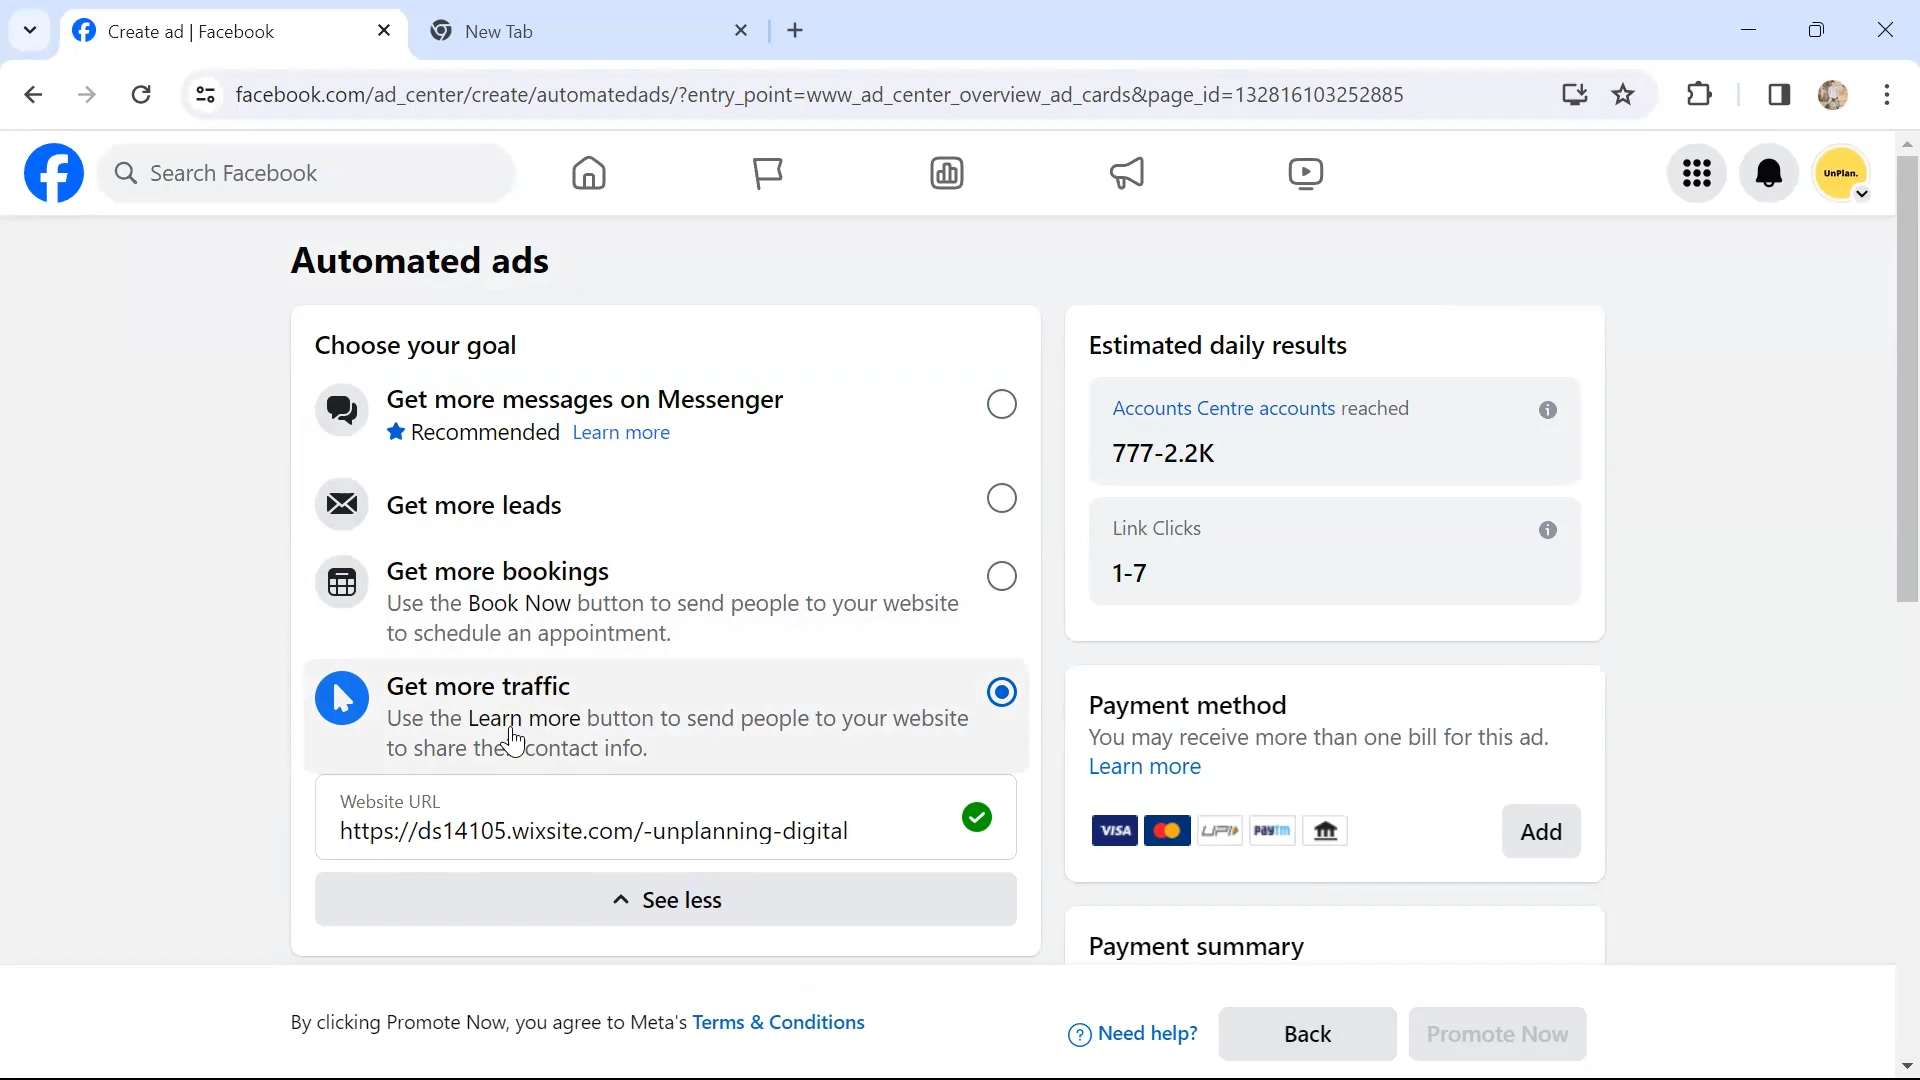 Create ad | Facebook
New Tab
facebook.com/ad_center/create/automatedads/?entry_point=www_ad_center_overview_ad_cards&page_id=132816103252885
Search Facebook
UnPlan.
Automated ads
Choose your goal
Get more messages on Messenger
Recommended Learn more
Get more leads
Get more bookings
Use the Book Now button to send people to your website
to schedule an appointment.
Get more traffic
Use the Learn more button to send people to your website
to share the contact info.
Website URL
https://ds14105.wixsite.com/-unplanning-digital
See less
Estimated daily results
Accounts Centre accounts reached
777-2.2K
Link Clicks
1-7
Payment method
You may receive more than one bill for this ad.
Learn more
VISA
UPI
paytm
Add
Payment summary
By clicking Promote Now, you agree to Meta's Terms & Conditions
? Need help?
Back
Promote Now